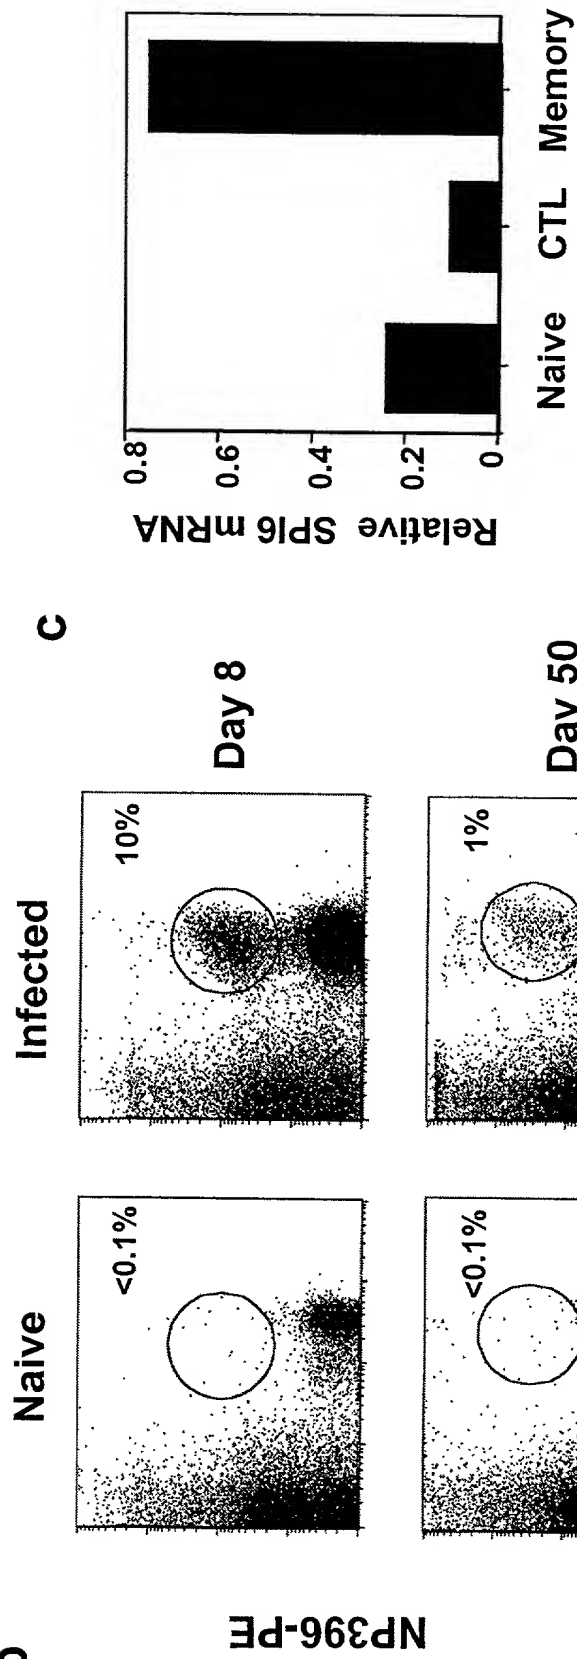 Naive
Infected
<0.1%
10%
Day 8
<0.1%
1%
Day 50
NP396-PE
c
Relative SPI6 mRNA
0.8
0.6
0.4
0.2
0
Naive
CTL
Memory